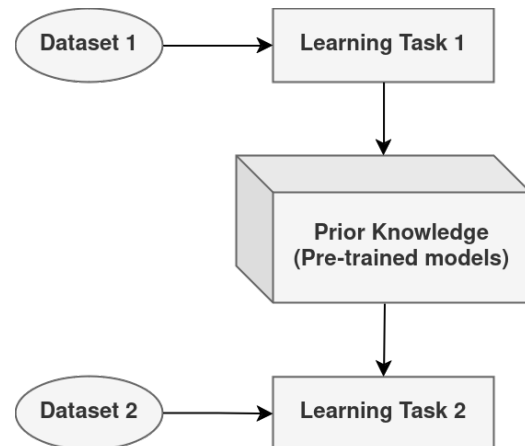 Dataset 1
Learning Task 1
Prior Knowledge
(Pre-trained models)
Dataset 2
Learning Task 2